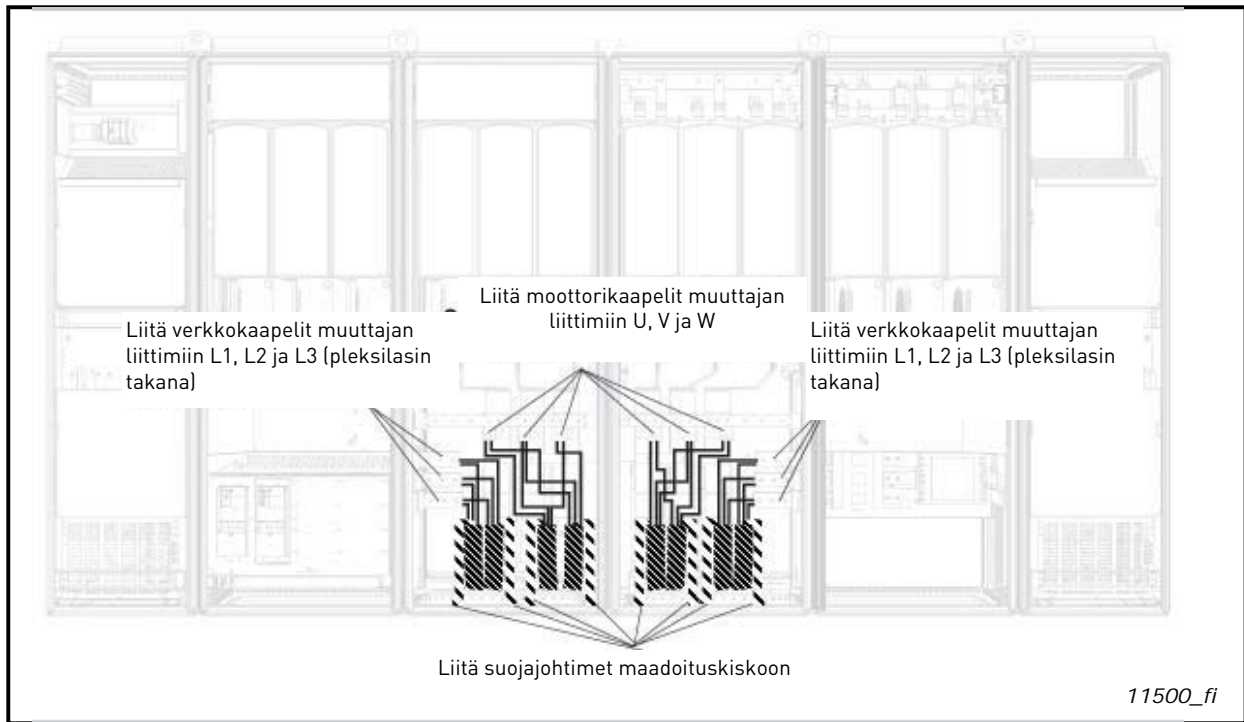 Liitä moottorikaapelit muuttajan
liittimiin U, V ja W
Liitä verkkokaapelit muuttajan
liittimiin L1, L2 ja L3 (pleksilasin
takana)
Liitä verkkokaapelit muuttajan
liittimiin L1, L2 ja L3 (pleksilasin
takana)
Liitä suojajohtimet maadoituskiskoon
11500_fi